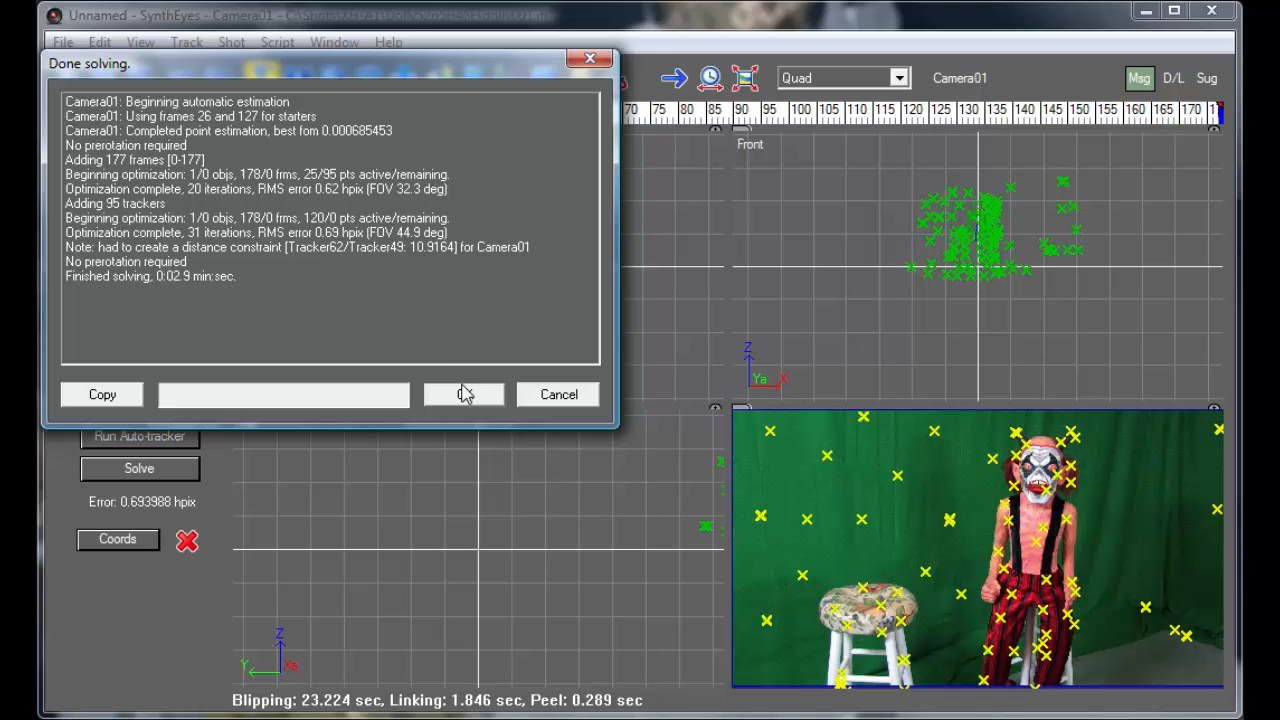 Unnamed - SynthEyes - Camera01 -
File Edit View Track Shot Script Window Help
Done solving.
Quad
Camera01
Msg D/L Sug
70 75 80 85 90 95 100 105 110 115 120 125 130 135 140 145 150 155 160 165 170 1
Camera01: Beginning automatic estimation
Camera01: Using frames 26 and 127 for starters
Camera01: Completed point estimation, best fom 0.000685453
No prerotation required
Adding 177 frames [0-177]
Beginning optimization: 1/0 objs, 178/0 frms, 25/95 pts active/remaining.
Optimization complete, 20 iterations, RMS error 0.62 hpix (FOV 32.3 deg)
Adding 95 trackers
Beginning optimization: 1/0 objs, 178/0 frms, 120/0 pts active/remaining.
Optimization complete, 31 iterations, RMS error 0.69 hpix (FOV 44.9 deg)
Note: had to create a distance constraint [Tracker62/Tracker49: 10.9164] for Camera01
No prerotation required
Finished solving, 0:02.9 min:sec.
Front
Z
Ya X
Copy
Cancel
Run Auto-tracker
Solve
Error: 0.693988 hpix
Coords
Z
Y Xa
Blipping: 23.224 sec, Linking: 1.846 sec, Peel: 0.289 sec